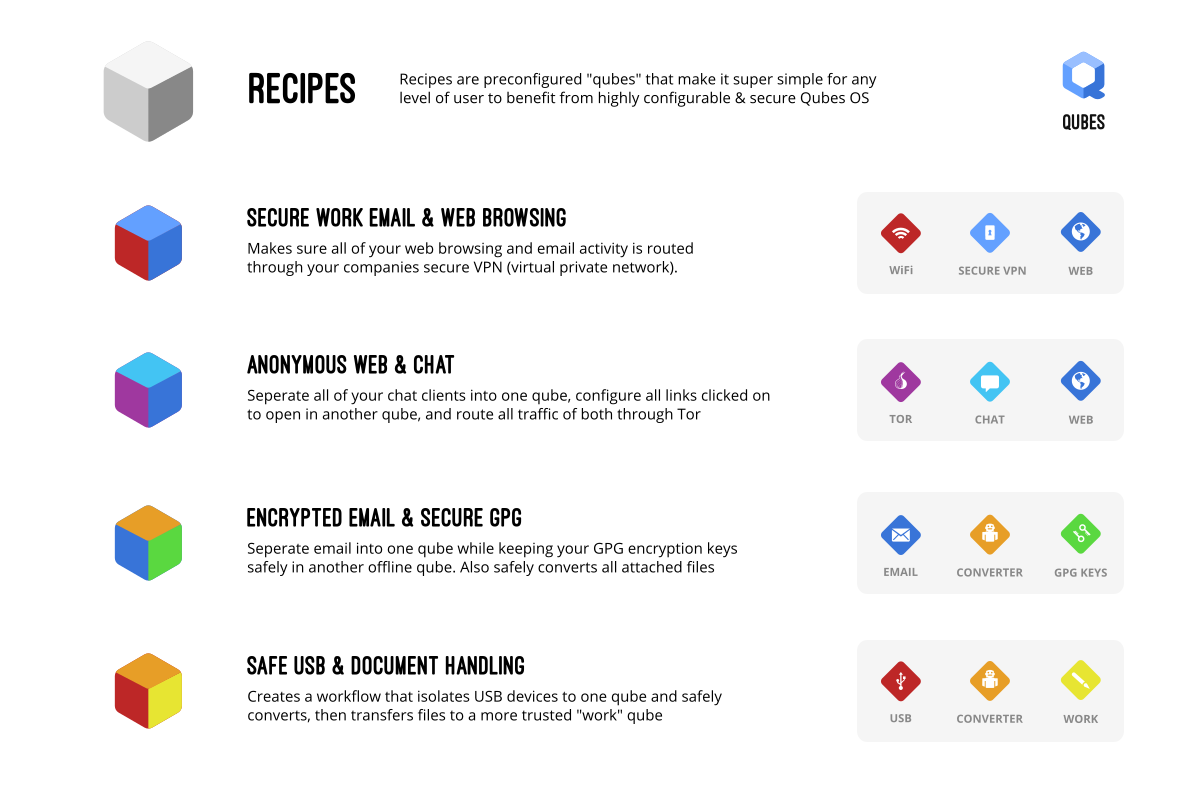 RECIPES
Recipes are preconfigured "qubes" that make it super simple for any
level of user to benefit from highly configurable & secure Qubes OS
QUBES
SECURE WORK EMAIL & WEB BROWSING
Makes sure all of your web browsing and email activity is routed
through your companies secure VPN (virtual private network).
WiFi
SECURE VPN
WEB
ANONYMOUS WEB & CHAT
Seperate all of your chat clients into one qube, configure all links clicked on
to open in another qube, and route all traffic of both through Tor
TOR
CHAT
WEB
ENCRYPTED EMAIL & SECURE GPG
Seperate email into one qube while keeping your GPG encryption keys
safely in another offline qube. Also safely converts all attached files
EMAIL
CONVERTER
GPG KEYS
SAFE USB & DOCUMENT HANDLING
Creates a workflow that isolates USB devices to one qube and safely
converts, then transfers files to a more trusted "work" qube
USB
CONVERTER
WORK